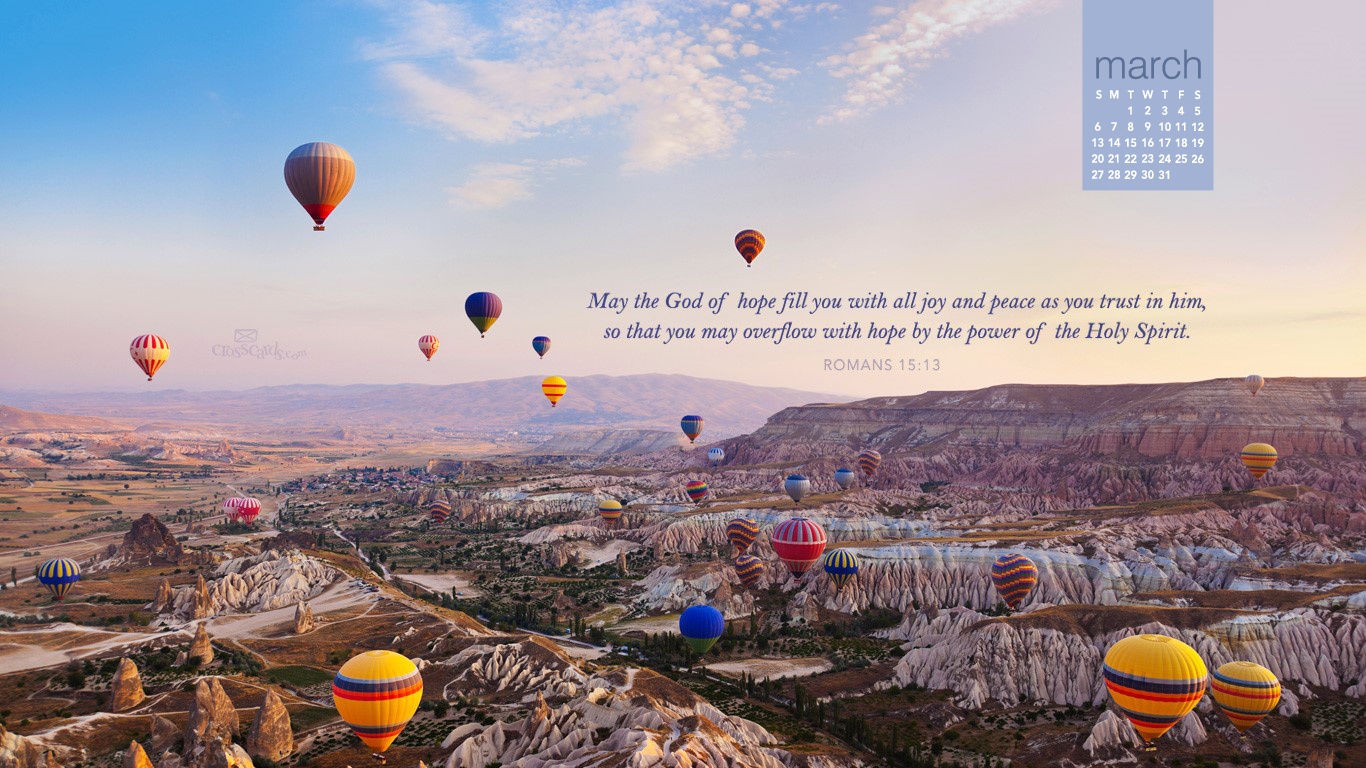 march
S M T W T F S
1 2 3 4 5
6 7 8 9 10 11 12
13 14 15 16 17 18 19
20 21 22 23 24 25 26
27 28 29 30 31
May the God of hope fill you with all joy and peace as you trust in him,
so that you may overflow with hope by the power of the Holy Spirit.
ROMANS 15:13
crossCards.com